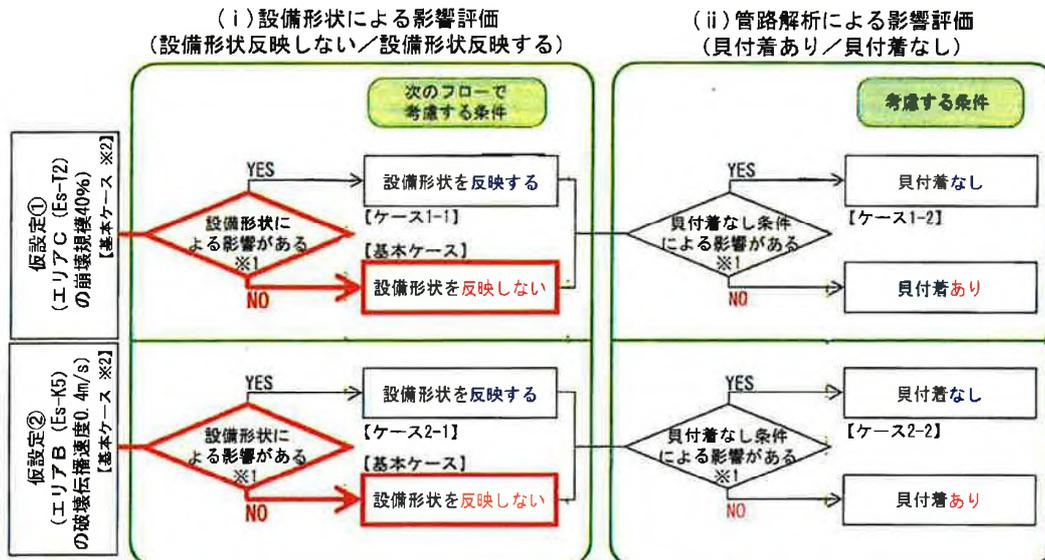 (ⅰ)設備形状による影響評価
(設備形状反映しない/設備形状反映する)
(ⅱ)管路解析による影響評価
(貝付着あり/貝付着なし)
次のフローで
考慮する条件
考慮する条件
仮設定①
(エリアC(Es-T2)
の崩壊規模40%)
【基本ケース ※2】
設備形状に
よる影響がある
※1
YES
設備形状を反映する
【ケース1-1】
【基本ケース】
NO
設備形状を反映しない
貝付着なし条件
による影響がある
※1
YES
貝付着なし
【ケース1-2】
NO
貝付着あり
仮設定②
(エリアB(Es-K5)
の破壊伝播速度0.4m/s)
【基本ケース ※2】
設備形状に
よる影響がある
※1
YES
設備形状を反映する
【ケース2-1】
【基本ケース】
NO
設備形状を反映しない
貝付着なし条件
による影響がある
※1
YES
貝付着なし
【ケース2-2】
NO
貝付着あり